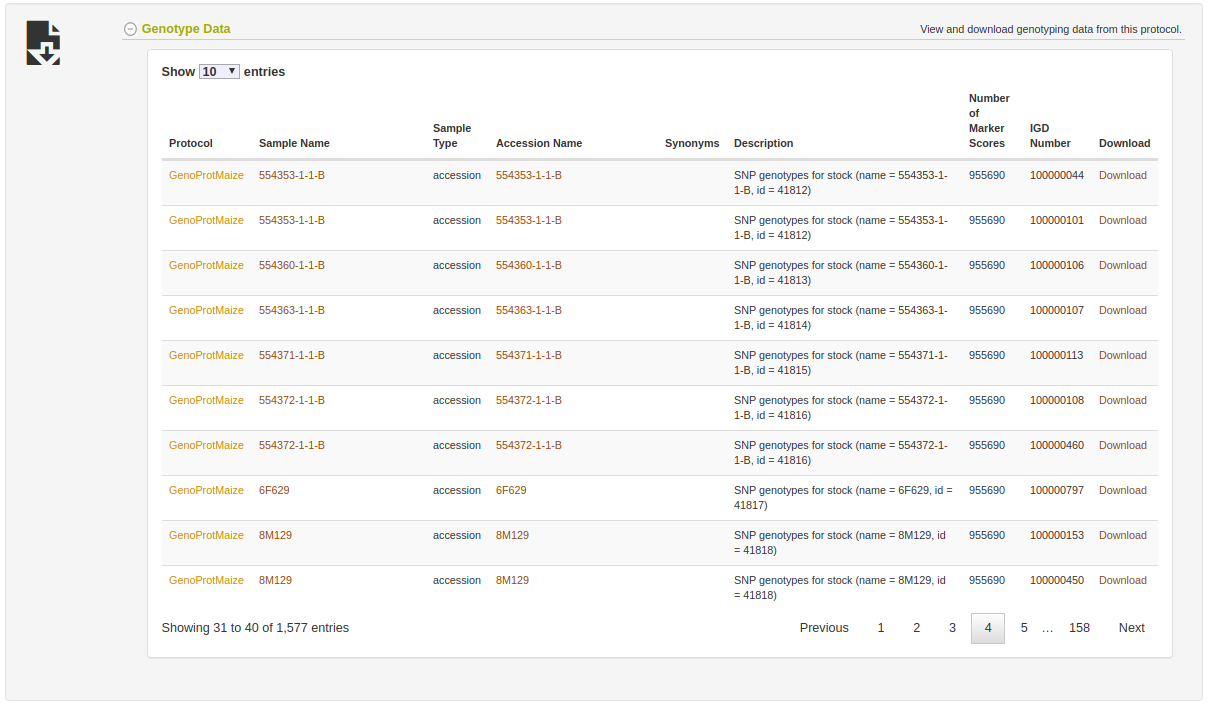 Genotype Data View and download genotyping data from this protocol.
Show 10 entries
Protocol Sample Name Sample Type Accession Name Synonyms Description Number of Marker Scores IGD Number Download
GenoProtMaize 554353-1-1-B accession 554353-1-1-B SNP genotypes for stock (name = 554353-1- 955690 100000044 Download
1-B, id = 41812)
GenoProtMaize 554353-1-1-B accession 554353-1-1-B SNP genotypes for stock (name = 554353-1- 955690 100000101 Download
1-B, id = 41812)
GenoProtMaize 554360-1-1-B accession 554360-1-1-B SNP genotypes for stock (name = 554360-1- 955690 100000106 Download
1-B, id = 41813)
GenoProtMaize 554363-1-1-B accession 554363-1-1-B SNP genotypes for stock (name = 554363-1- 955690 100000107 Download
1-B, id = 41814)
GenoProtMaize 554371-1-1-B accession 554371-1-1-B SNP genotypes for stock (name = 554371-1- 955690 100000113 Download
1-B, id = 41815)
GenoProtMaize 554372-1-1-B accession 554372-1-1-B SNP genotypes for stock (name = 554372-1- 955690 100000108 Download
1-B, id = 41816)
GenoProtMaize 554372-1-1-B accession 554372-1-1-B SNP genotypes for stock (name = 554372-1- 955690 100000460 Download
1-B, id = 41816)
GenoProtMaize 6F629 accession 6F629 SNP genotypes for stock (name = 6F629, id = 955690 100000797 Download
41817)
GenoProtMaize 8M129 accession 8M129 SNP genotypes for stock (name = 8M129, id 955690 100000153 Download
= 41818)
GenoProtMaize 8M129 accession 8M129 SNP genotypes for stock (name = 8M129, id 955690 100000450 Download
= 41818)
Showing 31 to 40 of 1,577 entries Previous 1 2 3 4 5 … 158 Next